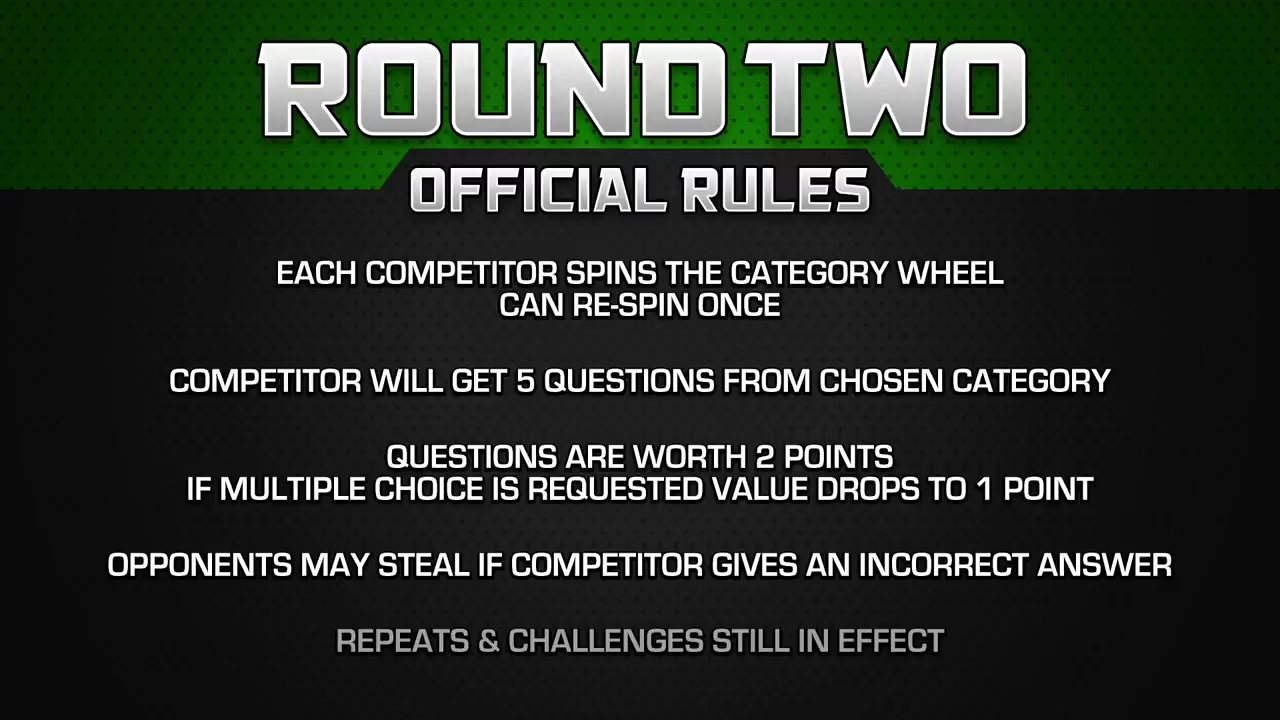 ROUND TWO
OFFICIAL RULES
EACH COMPETITOR SPINS THE CATEGORY WHEEL
CAN RE-SPIN ONCE
COMPETITOR WILL GET 5 QUESTIONS FROM CHOSEN CATEGORY
QUESTIONS ARE WORTH 2 POINTS
IF MULTIPLE CHOICE IS REQUESTED VALUE DROPS TO 1 POINT
OPPONENTS MAY STEAL IF COMPETITOR GIVES AN INCORRECT ANSWER
REPEATS & CHALLENGES STILL IN EFFECT